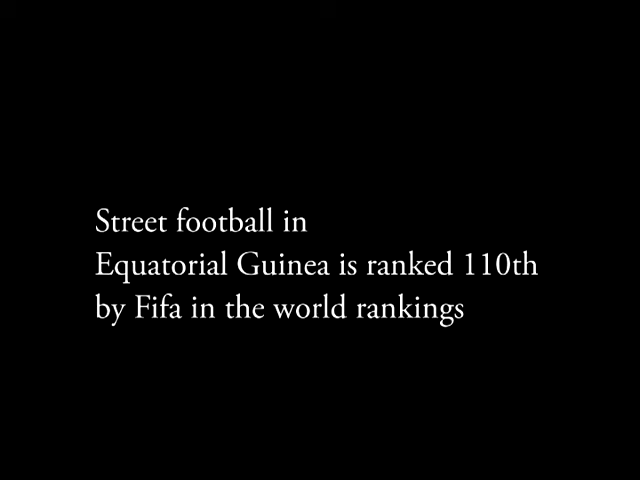 Street football in
Equatorial Guinea is ranked 110th
by Fifa in the world rankings